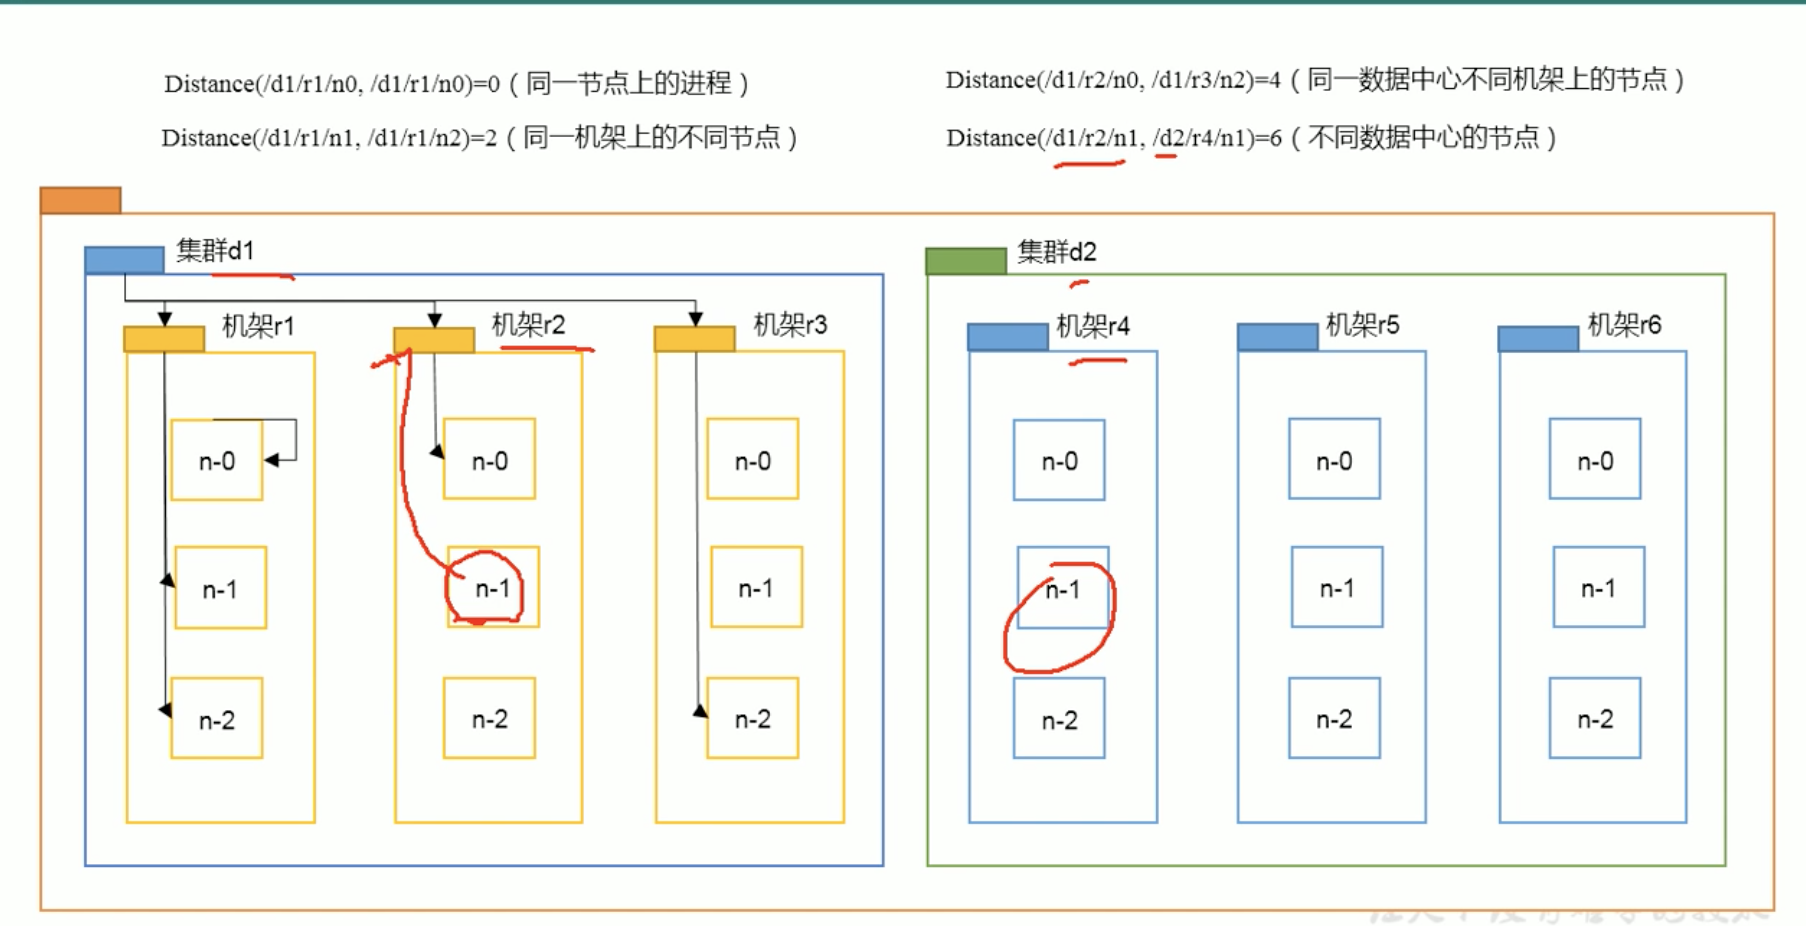 Distance(/d1/r1/n0, /d1/r1/n0)=0（同一节点上的进程）
Distance(/d1/r1/n1, /d1/r1/n2)=2（同一机架上的不同节点）
Distance(/d1/r2/n0, /d1/r3/n2)=4（同一数据中心不同机架上的节点）
Distance(/d1/r2/n1, /d2/r4/n1)=6（不同数据中心的节点）
集群d1
机架r1
n-0
n-1
n-2
机架r2
n-0
n-1
n-2
机架r3
n-0
n-1
n-2
集群d2
机架r4
n-0
n-1
n-2
机架r5
n-0
n-1
n-2
机架r6
n-0
n-1
n-2